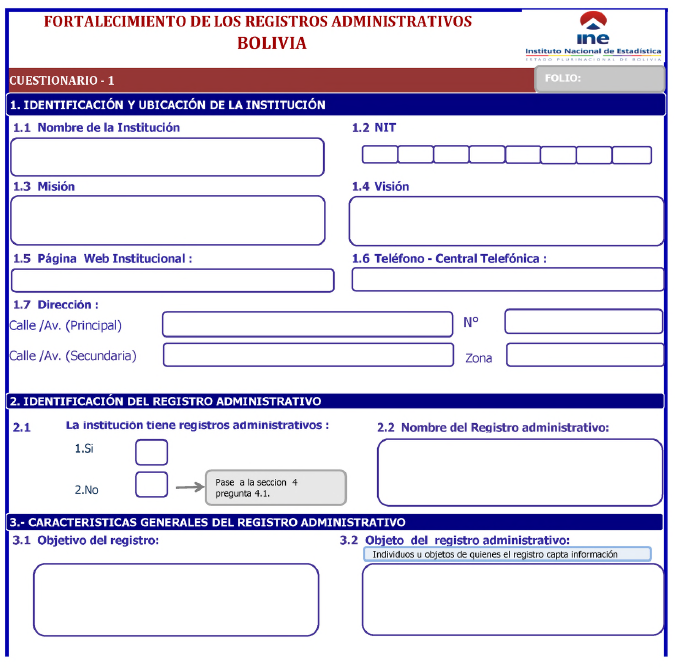 FORTALECIMIENTO DE LOS REGISTROS ADMINISTRATIVOS
BOLIVIA
ine
Instituto Nacional de Estadística
ESTADO PLURINACIONAL DE BOLIVIA
CUESTIONARIO - 1
FOLIO:
1. IDENTIFICACIÓN Y UBICACIÓN DE LA INSTITUCIÓN
1.1 Nombre de la Institución
1.2 NIT
1.3 Misión
1.4 Visión
1.5 Página Web Institucional :
1.6 Teléfono - Central Telefónica :
1.7 Dirección :
Calle /Av. (Principal)
Nº
Calle /Av. (Secundaria)
Zona
2. IDENTIFICACIÓN DEL REGISTRO ADMINISTRATIVO
2.1 La institución tiene registros administrativos :
2.2 Nombre del Registro administrativo:
1.Si
2.No
Pase a la seccion 4
pregunta 4.1.
3.- CARACTERISTICAS GENERALES DEL REGISTRO ADMINISTRATIVO
3.1 Objetivo del registro:
3.2 Objeto del registro administrativo:
Individuos u objetos de quienes el registro capta información